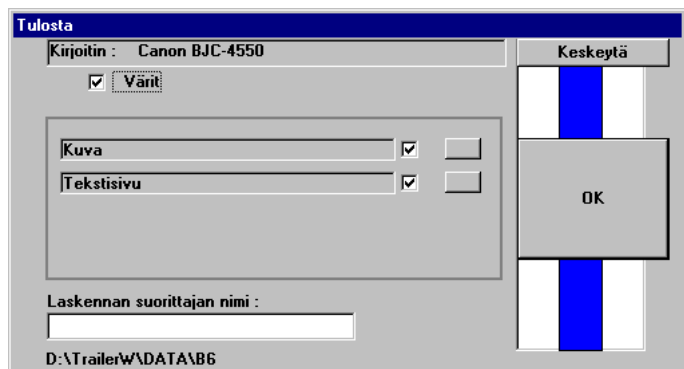 Tulosta
Kirjoitin : Canon BJC-4550
Keskeytä
Värit
Kuva
Tekstisivu
OK
Laskennan suorittajan nimi :
D:\TrailerW\DATA\B6